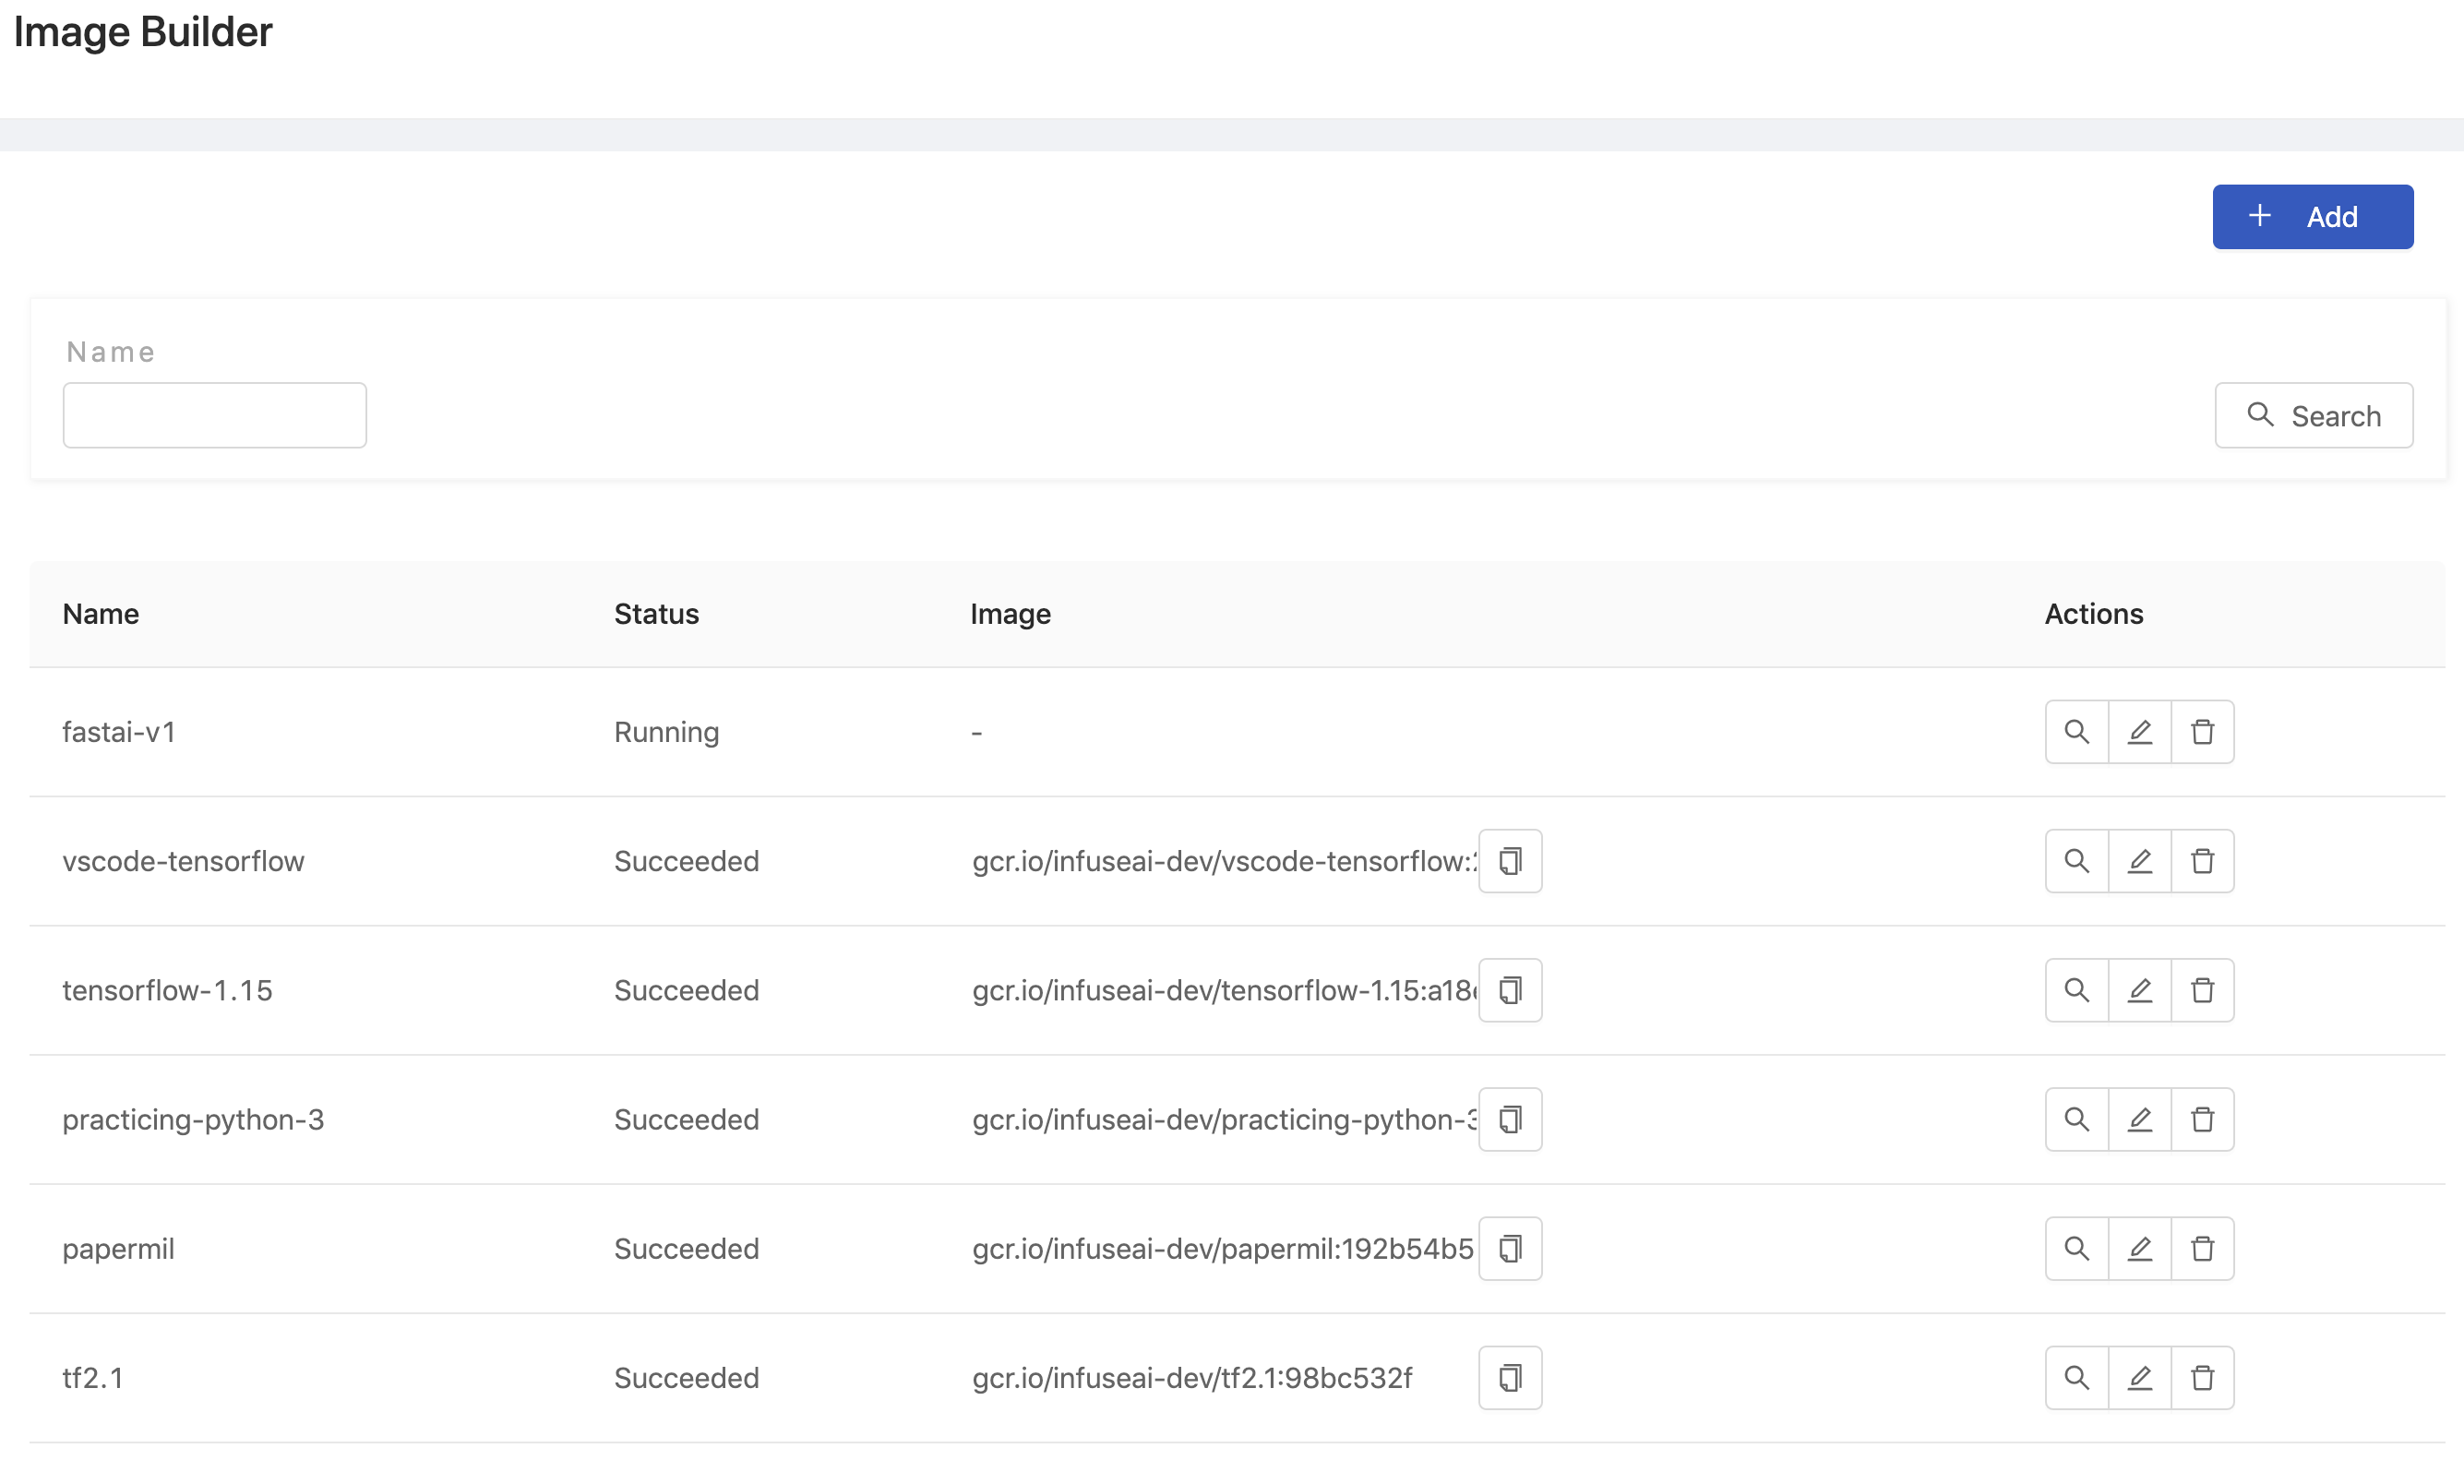 Image Builder
+ Add
Name
Search
Name Status Image Actions
fastai-v1 Running -
vscode-tensorflow Succeeded gcr.io/infuseai-dev/vscode-tensorflow:
tensorflow-1.15 Succeeded gcr.io/infuseai-dev/tensorflow-1.15:a18
practicing-python-3 Succeeded gcr.io/infuseai-dev/practicing-python-3
papermil Succeeded gcr.io/infuseai-dev/papermil:192b54b5
tf2.1 Succeeded gcr.io/infuseai-dev/tf2.1:98bc532f